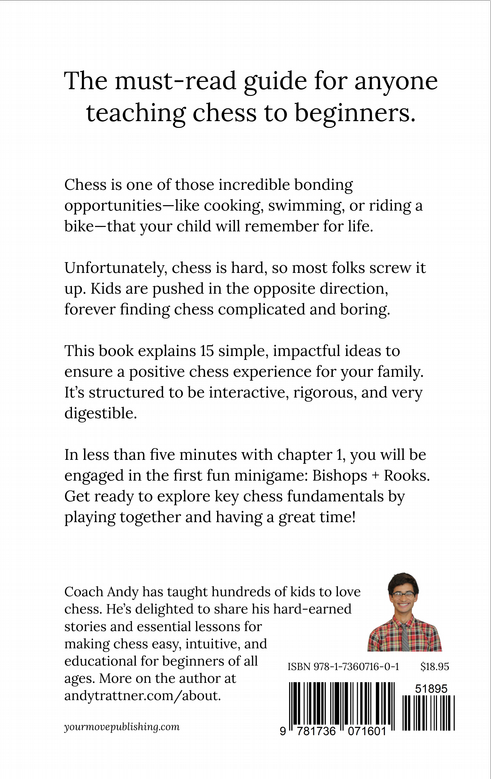 The must-read guide for anyone
teaching chess to beginners.
Chess is one of those incredible bonding
opportunities—like cooking, swimming, or riding a
bike—that your child will remember for life.
Unfortunately, chess is hard, so most folks screw it
up. Kids are pushed in the opposite direction,
forever finding chess complicated and boring.
This book explains 15 simple, impactful ideas to
ensure a positive chess experience for your family.
It’s structured to be interactive, rigorous, and very
digestible.
In less than five minutes with chapter 1, you will be
engaged in the first fun minigame: Bishops + Rooks.
Get ready to explore key chess fundamentals by
playing together and having a great time!
Coach Andy has taught hundreds of kids to love
chess. He’s delighted to share his hard-earned
stories and essential lessons for
making chess easy, intuitive, and
educational for beginners of all
ages. More on the author at
andytrattner.com/about.
yourmovepublishing.com
ISBN 978-1-7360716-0-1 $18.95
51895
9 781736 071601